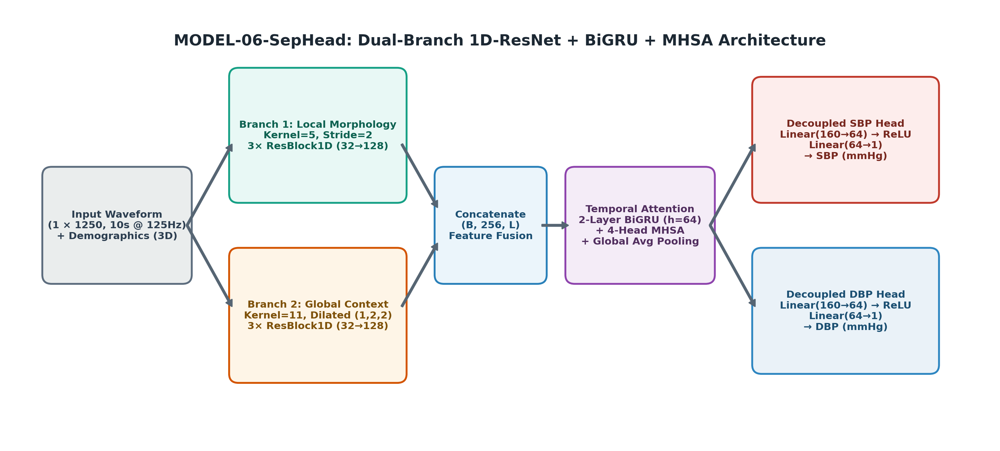 MODEL-06-SepHead: Dual-Branch 1D-ResNet + BiGRU + MHSA Architecture
Input Waveform
(1 × 1250, 10s @ 125Hz)
+ Demographics (3D)
Branch 1: Local Morphology
Kernel=5, Stride=2
3× ResBlock1D (32→128)
Branch 2: Global Context
Kernel=11, Dilated (1,2,2)
3× ResBlock1D (32→128)
Concatenate
(B, 256, L)
Feature Fusion
Temporal Attention
2-Layer BiGRU (h=64)
+ 4-Head MHSA
+ Global Avg Pooling
Decoupled SBP Head
Linear(160→64) → ReLU
Linear(64→1)
→ SBP (mmHg)
Decoupled DBP Head
Linear(160→64) → ReLU
Linear(64→1)
→ DBP (mmHg)